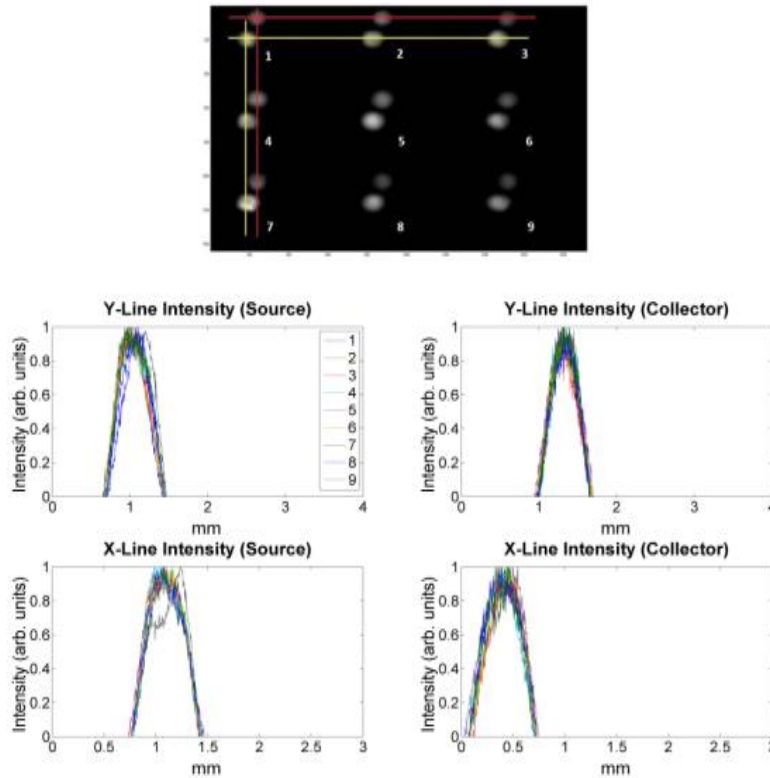 1 2 3
4 5 6
7 8 9
Y-Line Intensity (Source)
Intensity (arb. units)
1
0.8
0.6
0.4
0.2
0
0 1 2 3 4
mm
1
2
3
4
5
6
7
8
9
Y-Line Intensity (Collector)
Intensity (arb. units)
1
0.8
0.6
0.4
0.2
0
0 1 2 3 4
mm
X-Line Intensity (Source)
Intensity (arb. units)
1
0.8
0.6
0.4
0.2
0
0 0.5 1 1.5 2 2.5 3
mm
X-Line Intensity (Collector)
Intensity (arb. units)
1
0.8
0.6
0.4
0.2
0
0 0.5 1 1.5 2 2.5 3
mm